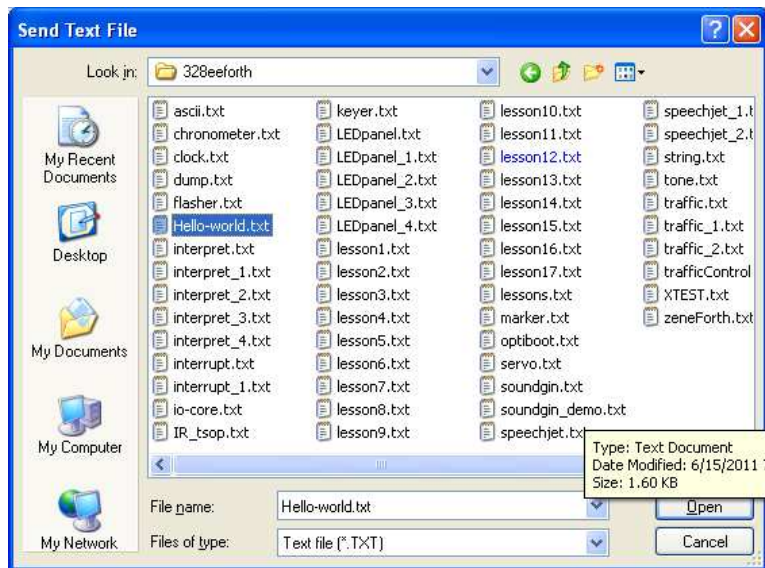 Send Text File
Look in:
328eeforth
My Recent
Documents
Desktop
My Documents
My Computer
My Network
ascii.txt
chronometer.txt
clock.txt
dump.txt
flasher.txt
Hello-world.txt
interpret.txt
interpret_1.txt
interpret_2.txt
interpret_3.txt
interpret_4.txt
interrupt.txt
interrupt_1.txt
io-core.txt
IR_tsop.txt
keyer.txt
LEDpanel.txt
LEDpanel_1.txt
LEDpanel_2.txt
LEDpanel_3.txt
LEDpanel_4.txt
lesson1.txt
lesson2.txt
lesson3.txt
lesson4.txt
lesson5.txt
lesson6.txt
lesson7.txt
lesson8.txt
lesson9.txt
lesson10.txt
lesson11.txt
lesson12.txt
lesson13.txt
lesson14.txt
lesson15.txt
lesson16.txt
lesson17.txt
lessons.txt
marker.txt
optiboot.txt
servo.txt
soundgin.txt
soundgin_demo.txt
speechjet.txt
speechjet_1.t
speechjet_2.t
string.txt
tone.txt
traffic.txt
traffic_1.txt
traffic_2.txt
trafficControl
XTEST.txt
zeneForth.txt
Type: Text Document
Date Modified: 6/15/2011
Size: 1.60 KB
File name:
Hello-world.txt
Open
Files of type:
Text file (*.TXT)
Cancel